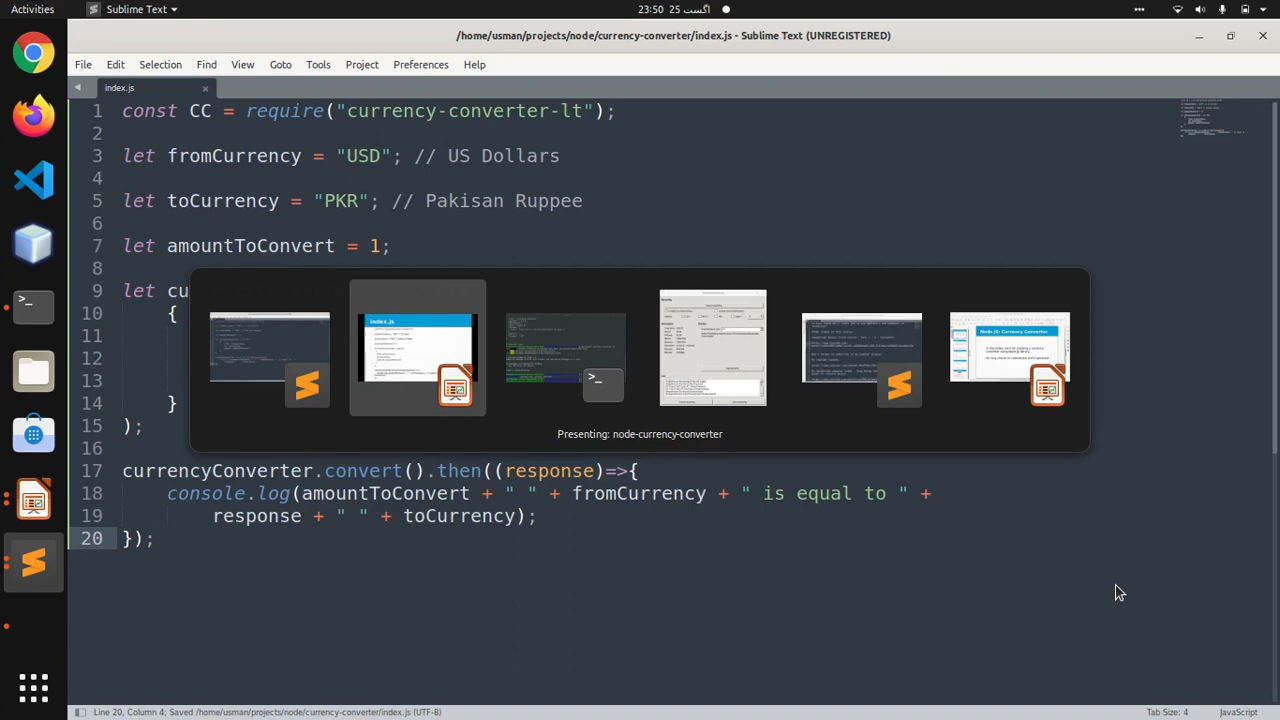 Activities
Sublime Text
23:50 25 اگست
/home/usman/projects/node/currency-converter/index.js - Sublime Text (UNREGISTERED)
File Edit Selection Find View Goto Tools Project Preferences Help
index.js
1 const CC = require("currency-converter-lt");
2
3 let fromCurrency = "USD"; // US Dollars
4
5 let toCurrency = "PKR"; // Pakisan Ruppee
6
7 let amountToConvert = 1;
8
9 let cu
10 {
11
12
13
14 }
15 );
16
17 currencyConverter.convert().then((response)=>{
18 console.log(amountToConvert + " " + fromCurrency + " is equal to " +
19 response + " " + toCurrency);
20 });
index.js
Node JS: Currency Converter
Presenting: node-currency-converter
Line 20, Column 4; Saved /home/usman/projects/node/currency-converter/index.js (UTF-8)
Tab Size: 4
JavaScript